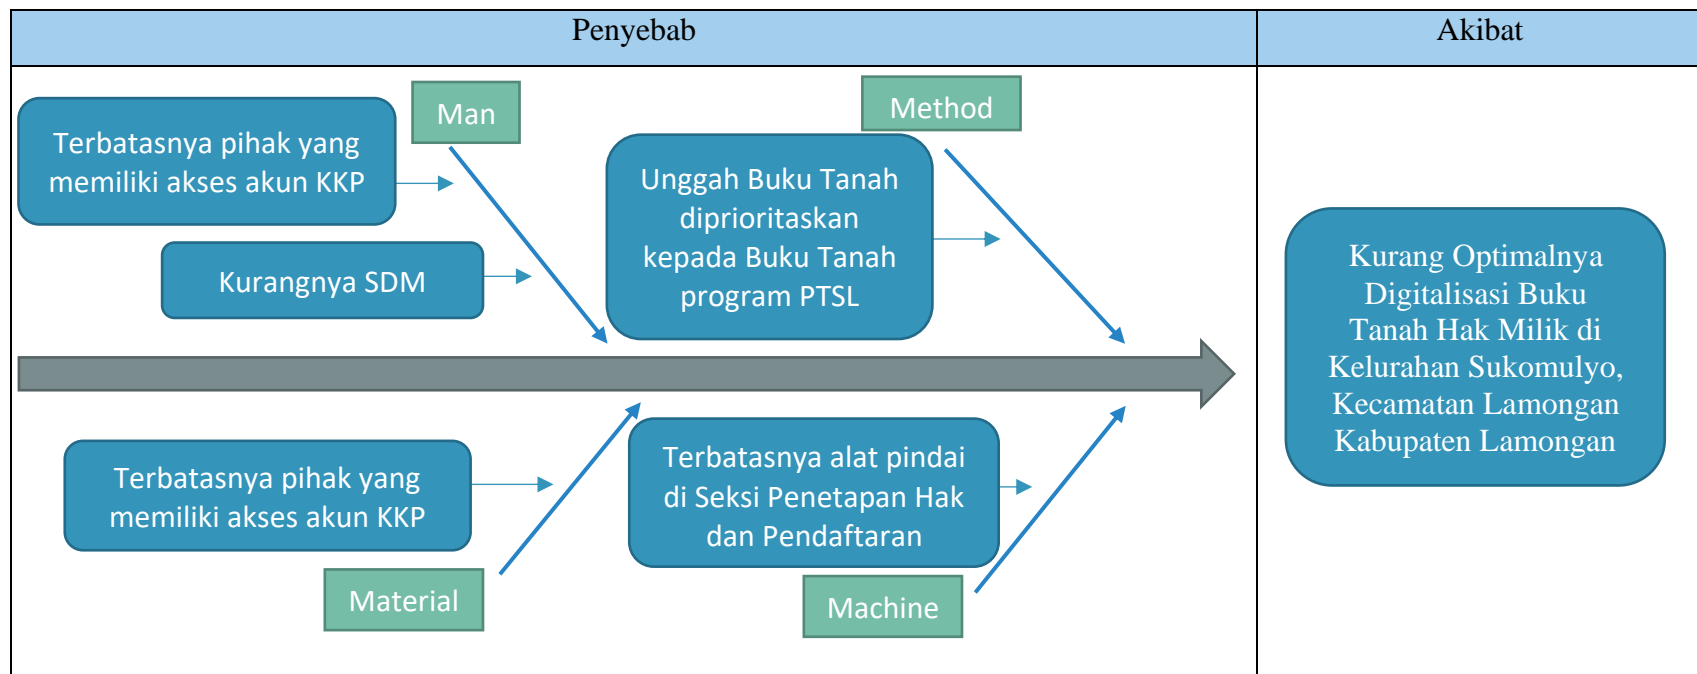 Penyebab
Akibat
Man
Method
Terbatasnya pihak yang
memiliki akses akun KKP
Kurangnya SDM
Unggah Buku Tanah
diprioritaskan
kepada Buku Tanah
program PTSL
Terbatasnya pihak yang
memiliki akses akun KKP
Material
Terbatasnya alat pindai
di Seksi Penetapan Hak
dan Pendaftaran
Machine
Kurang Optimalnya
Digitalisasi Buku
Tanah Hak Milik di
Kelurahan Sukomulyo,
Kecamatan Lamongan
Kabupaten Lamongan